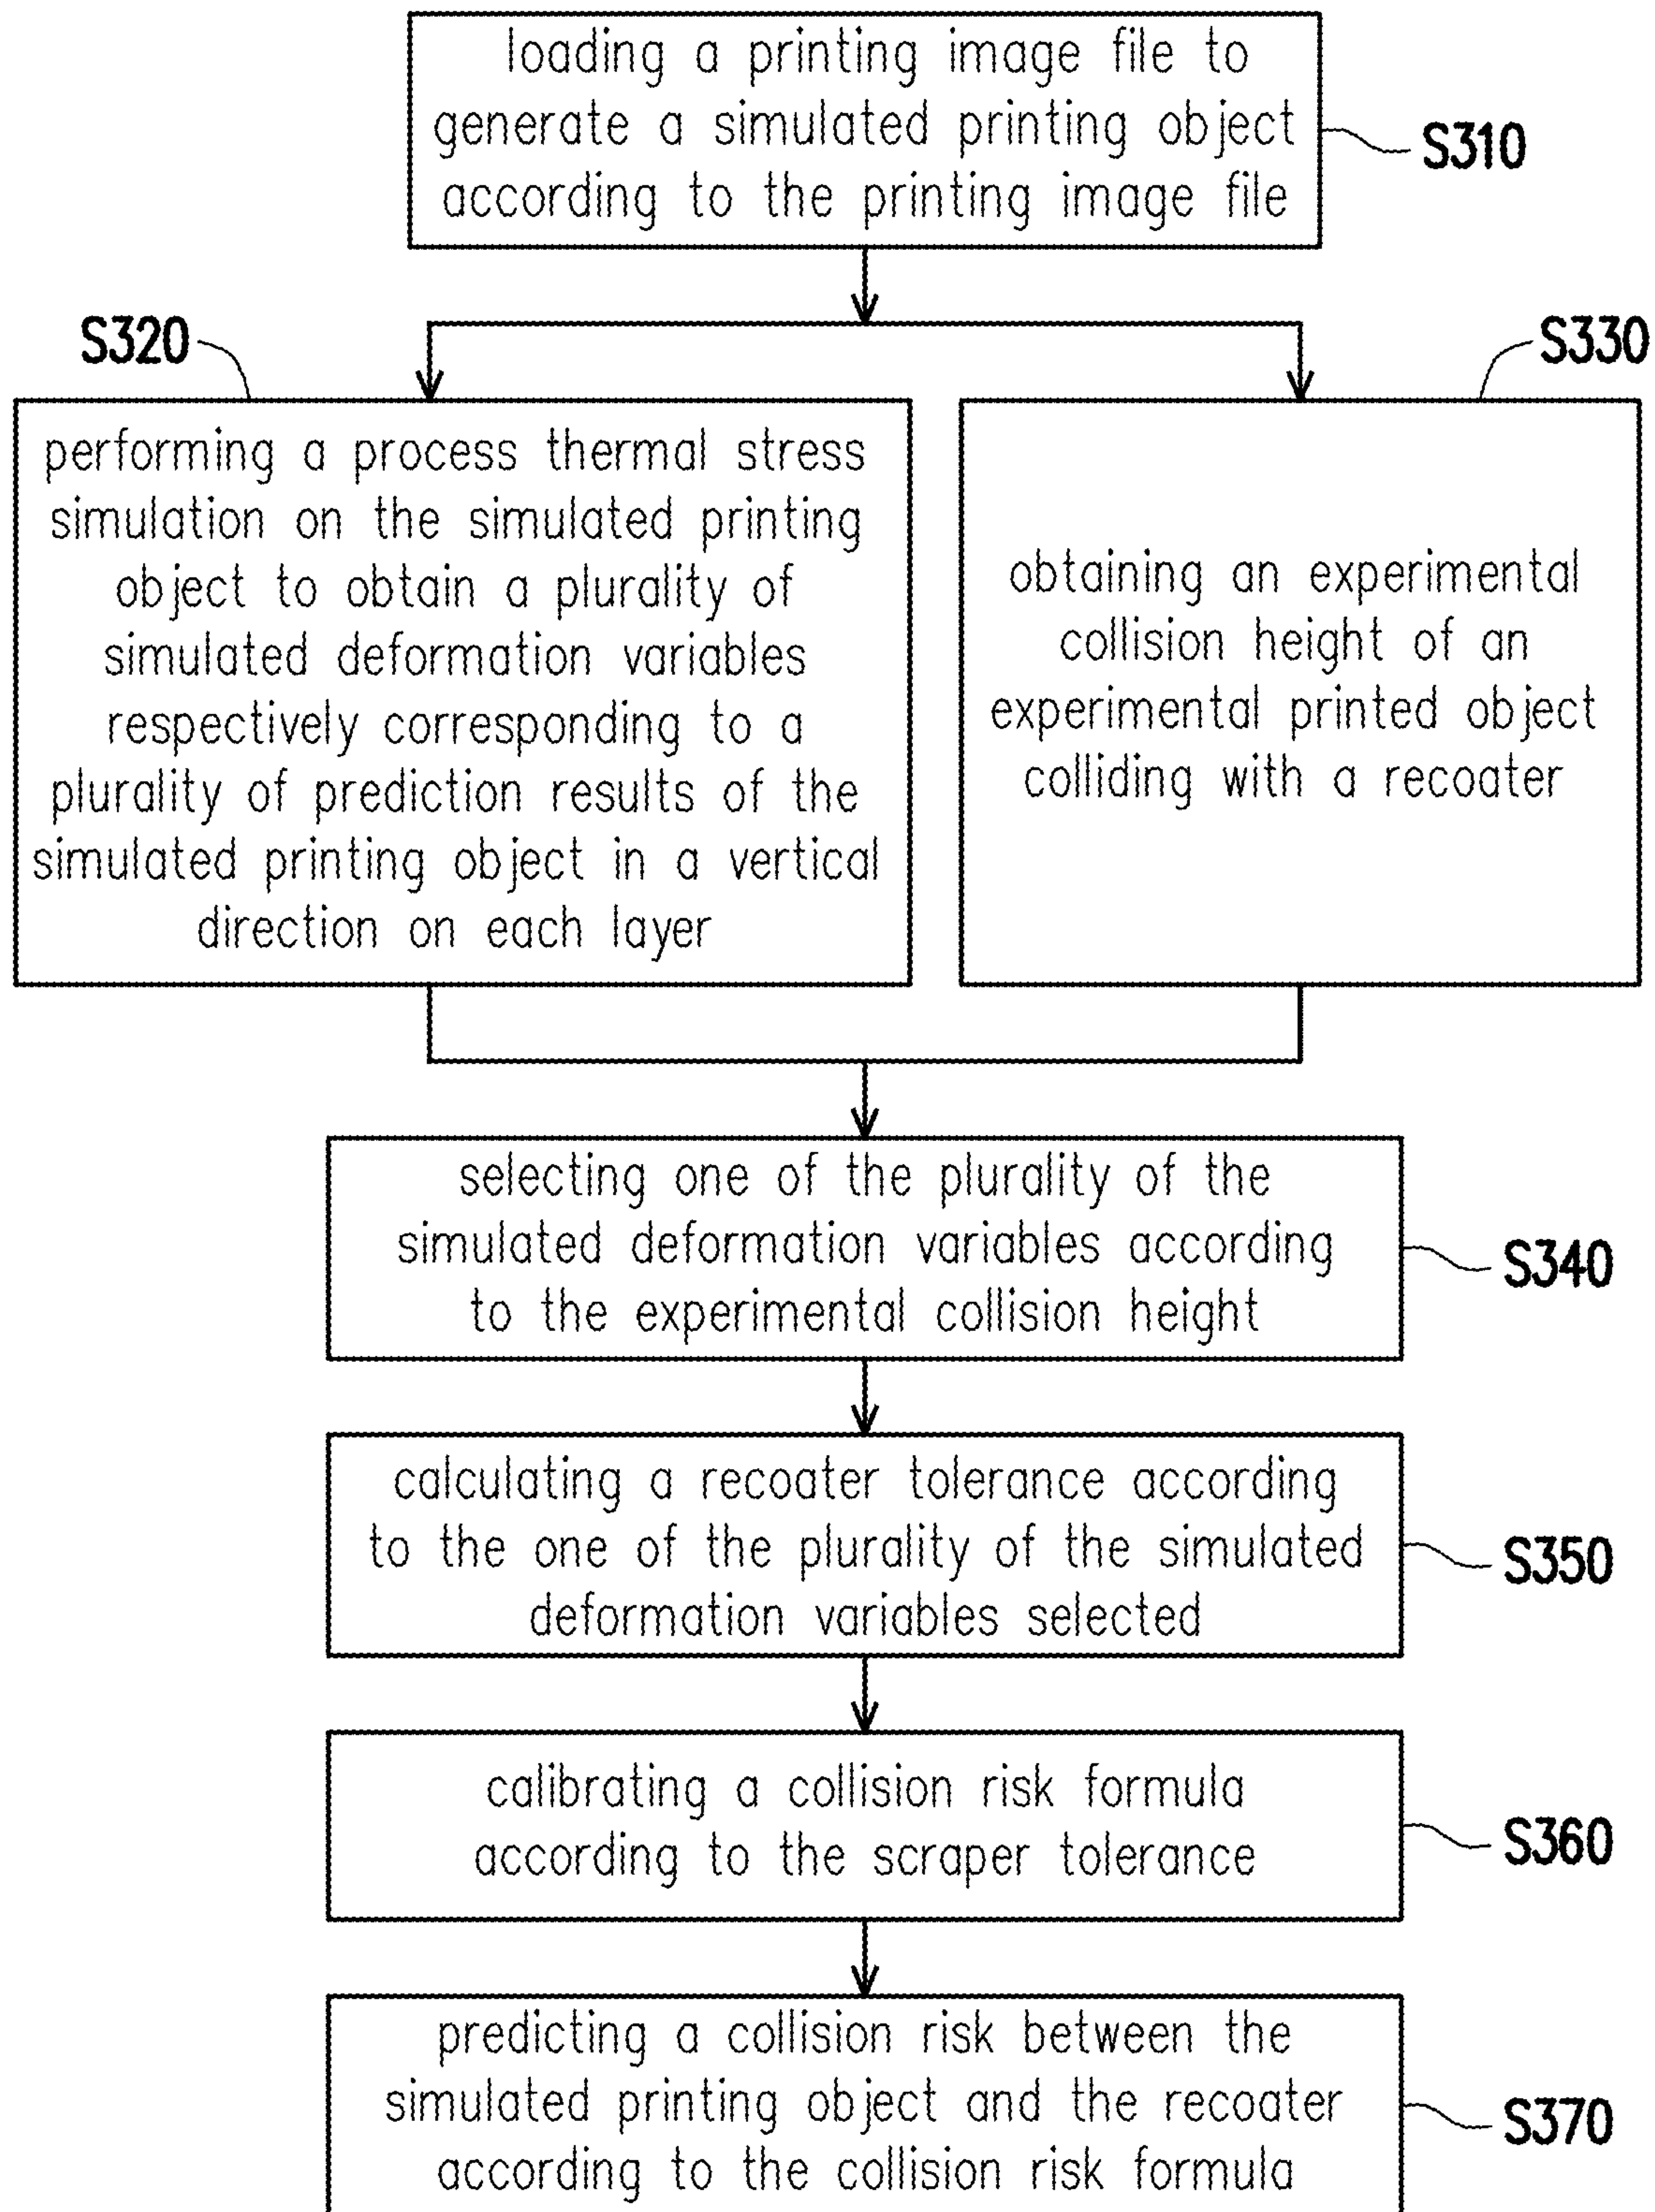 loading a printing image file to
generate a simulated printing object
according to the printing image file
S310
S320
performing a process thermal stress
simulation on the simulated printing
object to obtain a plurality of
simulated deformation variables
respectively corresponding to a
plurality of prediction results of the
simulated printing object in a vertical
direction on each layer
S330
obtaining an experimental
collision height of an
experimental printed object
colliding with a recoater
selecting one of the plurality of the
simulated deformation variables according
to the experimental collision height
S340
calculating a recoater tolerance according
to the one of the plurality of the simulated
deformation variables selected
S350
calibrating a collision risk formula
according to the scraper tolerance
S360
predicting a collision risk between the
simulated printing object and the recoater
according to the collision risk formula
S370